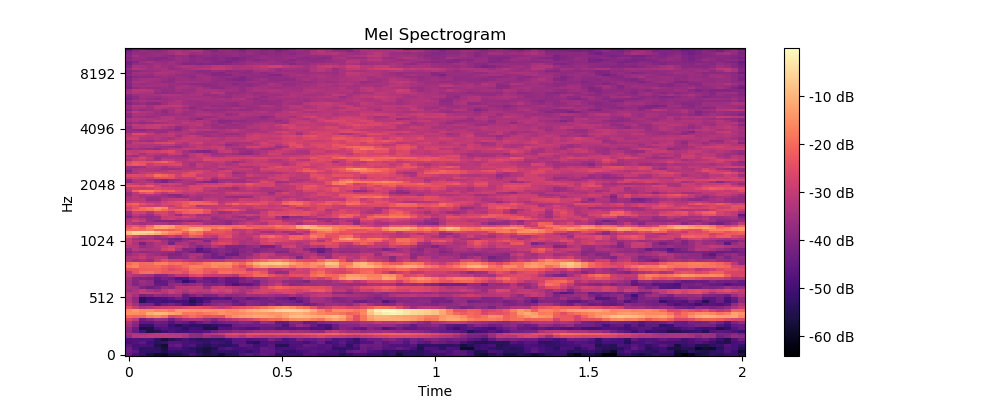 Mel Spectrogram
Hz
8192
4096
2048
1024
512
0
0 0.5 1 1.5 2
Time
-10 dB
-20 dB
-30 dB
-40 dB
-50 dB
-60 dB